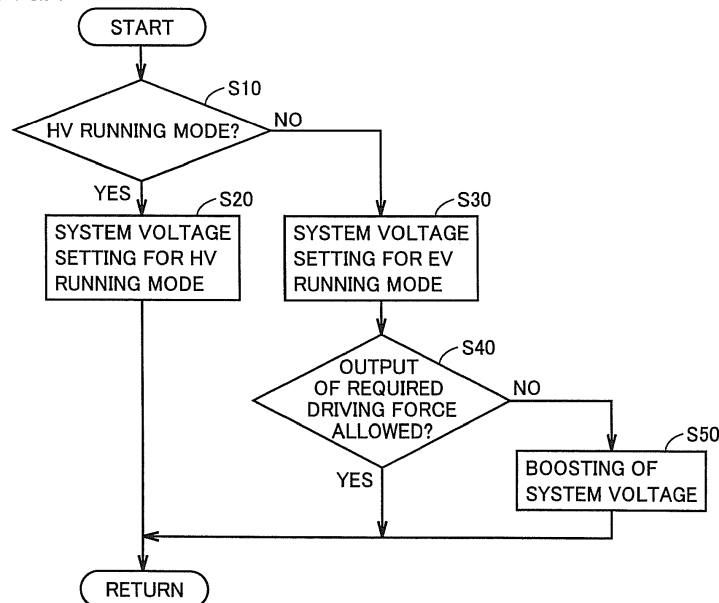 START
S10
HV RUNNING MODE?
NO
YES
S20
SYSTEM VOLTAGE
SETTING FOR HV
RUNNING MODE
S30
SYSTEM VOLTAGE
SETTING FOR EV
RUNNING MODE
S40
OUTPUT
OF REQUIRED
DRIVING FORCE
ALLOWED?
NO
YES
S50
BOOSTING OF
SYSTEM VOLTAGE
RETURN